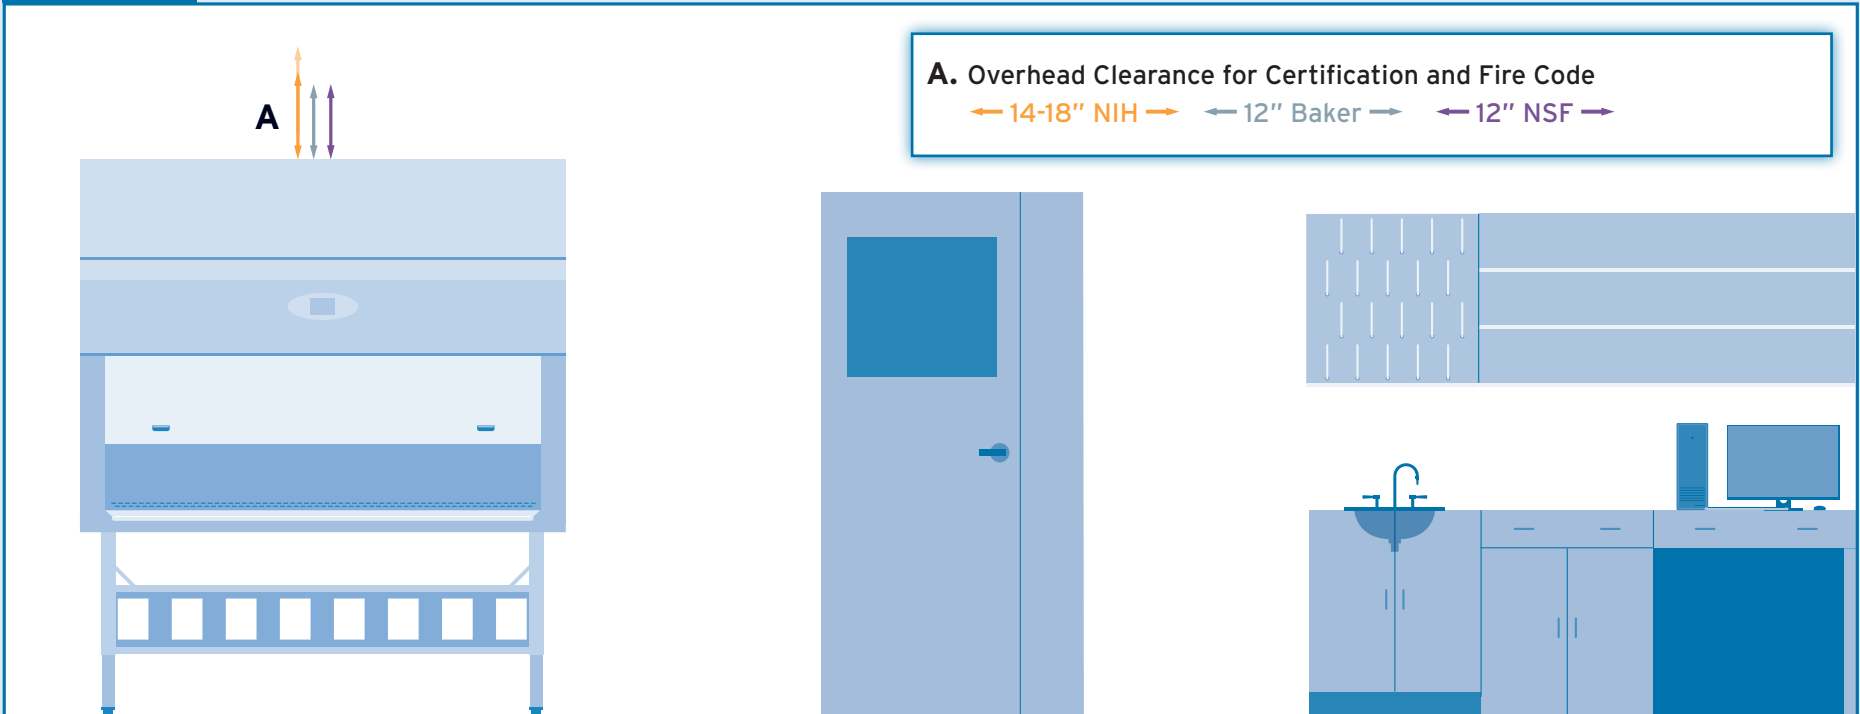 A
A. Overhead Clearance for Certification and Fire Code
14-18" NIH 12" Baker 12" NSF